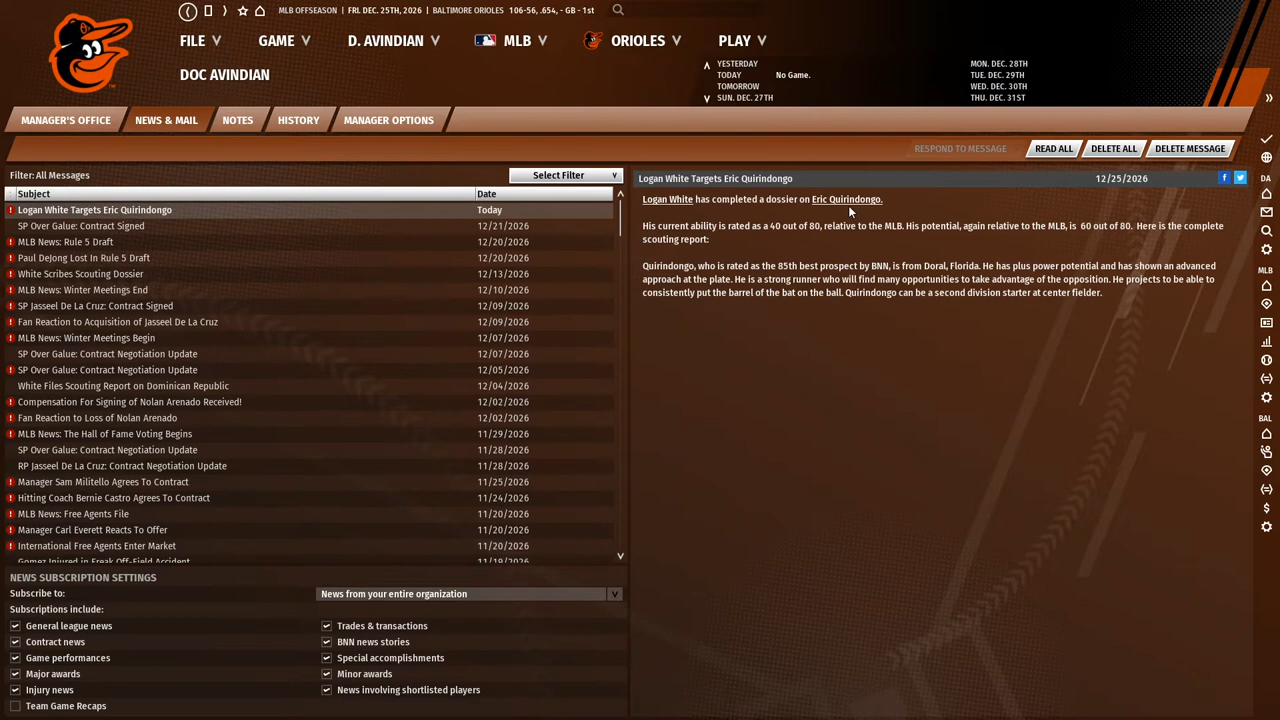 MLB OFFSEASON | FRI. DEC. 25TH, 2026 | BALTIMORE ORIOLES 106-56, .654, - GB - 1st
FILE GAME D. AVINDIAN MLB ORIOLES PLAY
DOC AVINDIAN
YESTERDAY
TODAY No Game.
TOMORROW
SUN. DEC. 27TH
MON. DEC. 28TH
TUE. DEC. 29TH
WED. DEC. 30TH
THU. DEC. 31ST
MANAGER'S OFFICE NEWS & MAIL NOTES HISTORY MANAGER OPTIONS
RESPOND TO MESSAGE READ ALL DELETE ALL DELETE MESSAGE
Filter: All Messages Select Filter
Subject Date
Logan White Targets Eric Quirindongo Today
SP Over Galue: Contract Signed 12/21/2026
MLB News: Rule 5 Draft 12/20/2026
Paul DeJong Lost In Rule 5 Draft 12/20/2026
White Scribes Scouting Dossier 12/13/2026
MLB News: Winter Meetings End 12/10/2026
SP Jasseel De La Cruz: Contract Signed 12/09/2026
Fan Reaction to Acquisition of Jasseel De La Cruz 12/09/2026
MLB News: Winter Meetings Begin 12/07/2026
SP Over Galue: Contract Negotiation Update 12/07/2026
SP Over Galue: Contract Negotiation Update 12/05/2026
White Files Scouting Report on Dominican Republic 12/04/2026
Compensation For Signing of Nolan Arenado Received! 12/02/2026
Fan Reaction to Loss of Nolan Arenado 12/02/2026
MLB News: The Hall of Fame Voting Begins 11/29/2026
SP Over Galue: Contract Negotiation Update 11/28/2026
RP Jasseel De La Cruz: Contract Negotiation Update 11/28/2026
Manager Sam Militello Agrees To Contract 11/25/2026
Hitting Coach Bernie Castro Agrees To Contract 11/24/2026
MLB News: Free Agents File 11/20/2026
Manager Carl Everett Reacts To Offer 11/20/2026
International Free Agents Enter Market 11/20/2026
Gomez Injured in Freak Off-Field Accident 11/19/2026
NEWS SUBSCRIPTION SETTINGS
Subscribe to: News from your entire organization
Subscriptions include:
General league news Trades & transactions
Contract news BNN news stories
Game performances Special accomplishments
Major awards Minor awards
Injury news News involving shortlisted players
Team Game Recaps
Logan White Targets Eric Quirindongo 12/25/2026
Logan White has completed a dossier on Eric Quirindongo.
His current ability is rated as a 40 out of 80, relative to the MLB. His potential, again relative to the MLB, is 60 out of 80. Here is the complete
scouting report:
Quirindongo, who is rated as the 85th best prospect by BNN, is from Doral, Florida. He has plus power potential and has shown an advanced
approach at the plate. He is a strong runner who will find many opportunities to take advantage of the opposition. He projects to be able to
consistently put the barrel of the bat on the ball. Quirindongo can be a second division starter at center fielder.
DA
MLB
BAL